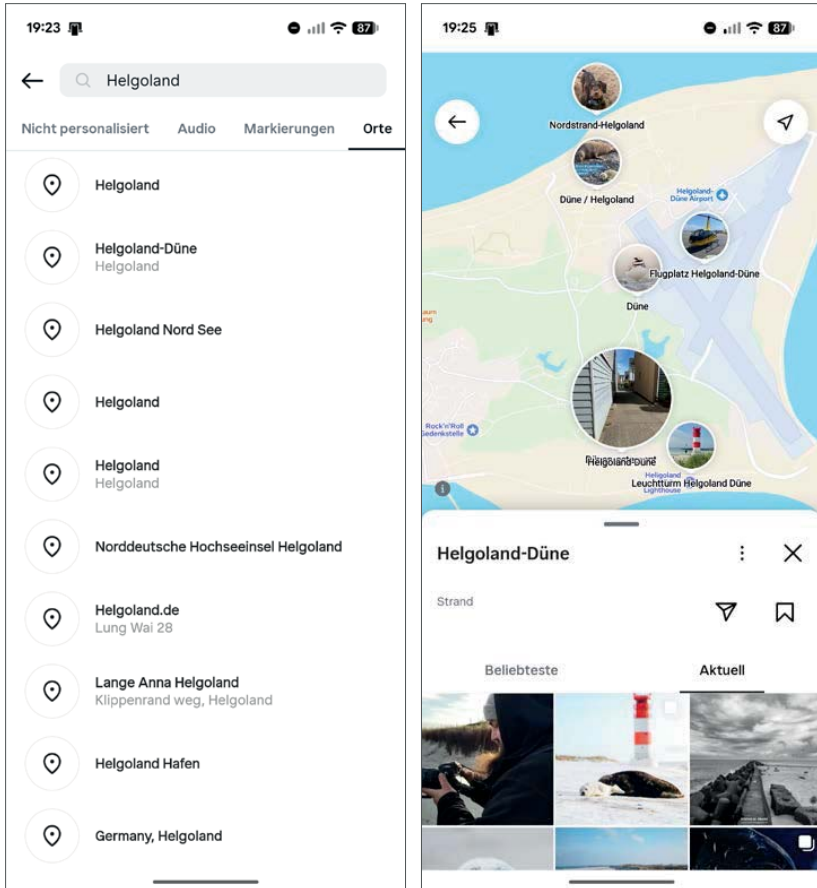 19:23
87
Helgoland
Nicht personalisiert Audio Markierungen Orte
Helgoland
Helgoland-Düne
Helgoland
Helgoland Nord See
Helgoland
Helgoland
Helgoland
Norddeutsche Hochseeinsel Helgoland
Helgoland.de
Lung Wai 28
Lange Anna Helgoland
Klippenrand weg, Helgoland
Helgoland Hafen
Germany, Helgoland
19:25
87
Nordstrand-Helgoland
Düne / Helgoland
Helgoland-
Düne Airport
Flugplatz Helgoland-Düne
Düne
Rock'n'Roll
Helgoland-Düne
Heligoland
Lighthouse
Leuchtturm Helgoland Düne
Helgoland-Düne
Strand
Beliebteste Aktuell